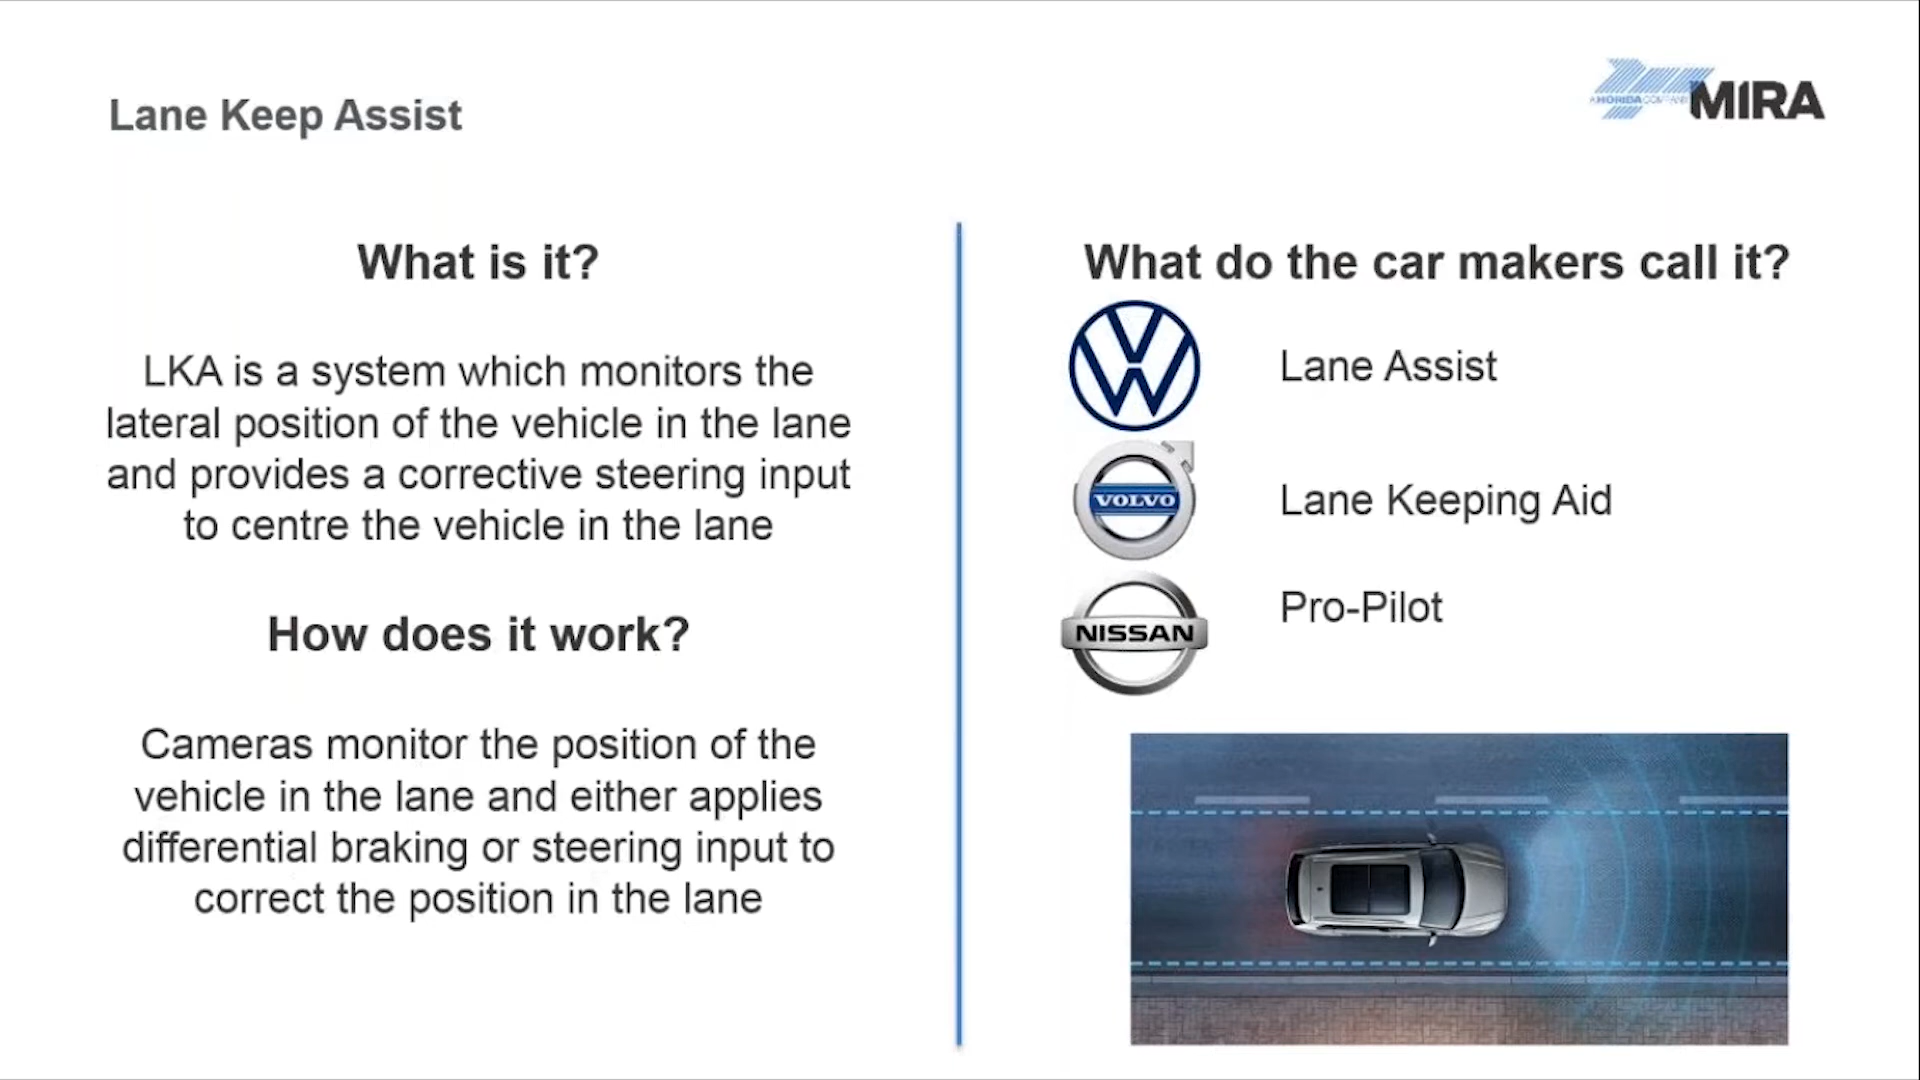 Lane Keep Assist
A HORIBA COMPANY
MIRA
What is it?
LKA is a system which monitors the
lateral position of the vehicle in the lane
and provides a corrective steering input
to centre the vehicle in the lane
How does it work?
Cameras monitor the position of the
vehicle in the lane and either applies
differential braking or steering input to
correct the position in the lane
What do the car makers call it?
Lane Assist
VOLVO
Lane Keeping Aid
NISSAN
Pro-Pilot